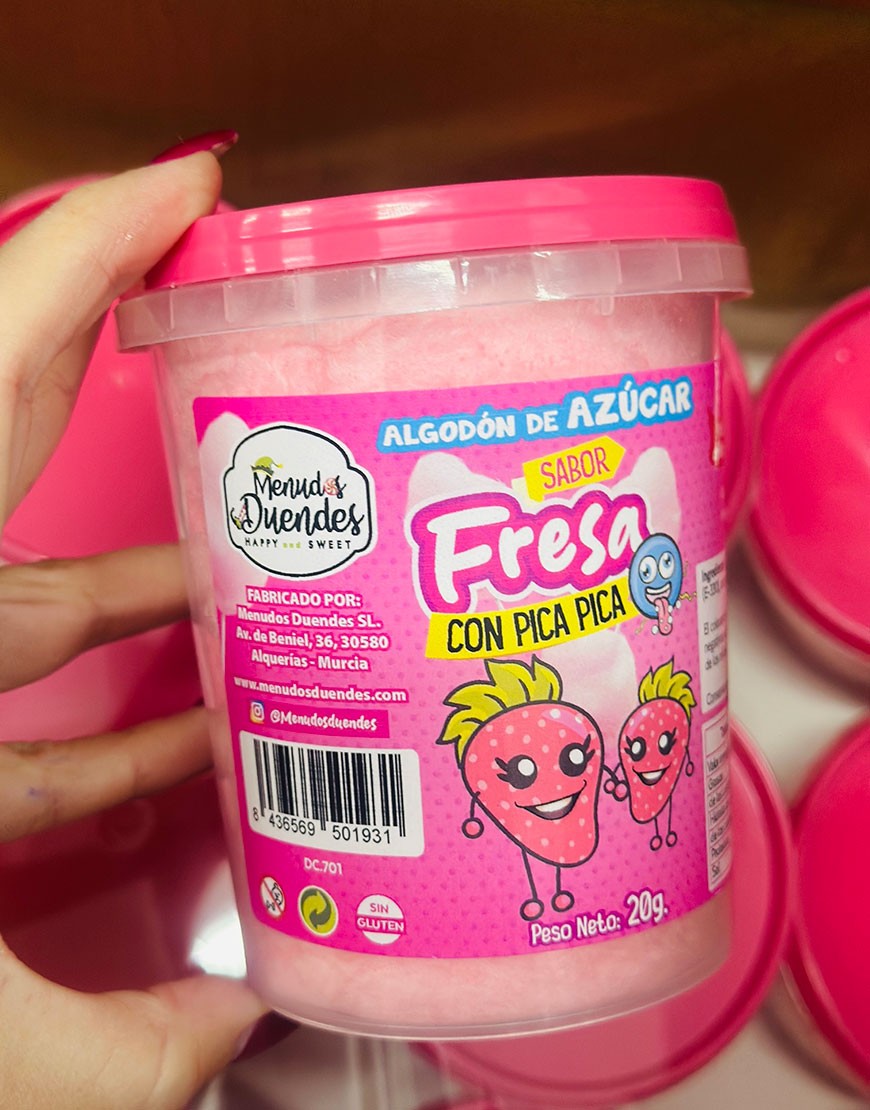 ALGODÓN DE AZÚCAR
SABOR
Fresa
CON PICA PICA
Menudos
Duendes
HAPPY and SWEET
FABRICADO POR:
Menudos Duendes SL.
Av. de Beniel, 36, 30580
Alquerías - Murcia
www.menudosduendes.com
@Menudosduendes
8 436569 501931
DC.701
SIN
GLUTEN
Peso Neto: 20g.